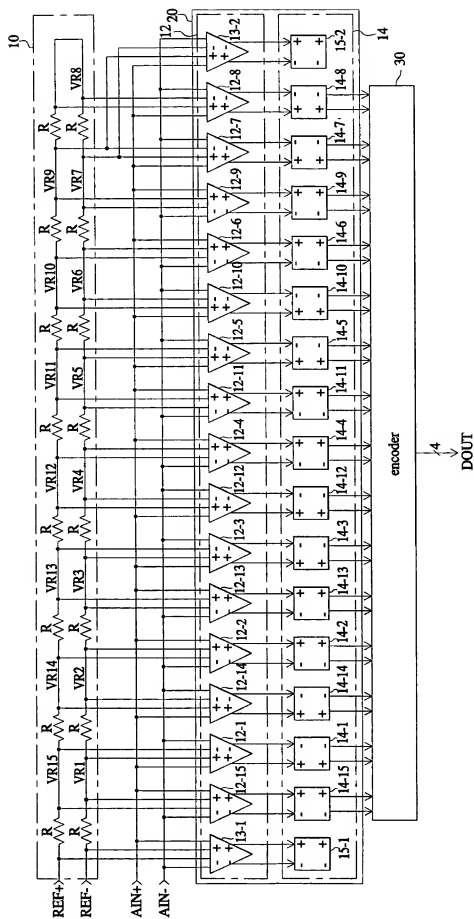 10
R R R R R R R R
VR15 VR14 VR13 VR12 VR11 VR10 VR9
R R R R R R R R
VR1 VR2 VR3 VR4 VR5 VR6 VR7 VR8
REF+
REF-
AIN+
AIN-
20
12
13-1 12-15 12-1 12-14 12-2 12-13 12-3 12-12 12-4 12-11 12-5 12-10 12-6 12-9 12-7 12-8 13-2
15-1 14-15 14-1 14-14 14-2 14-13 14-3 14-12 14-4 14-11 14-5 14-10 14-6 14-9 14-7 14-8 15-2
14
30
encoder
4
DOUT